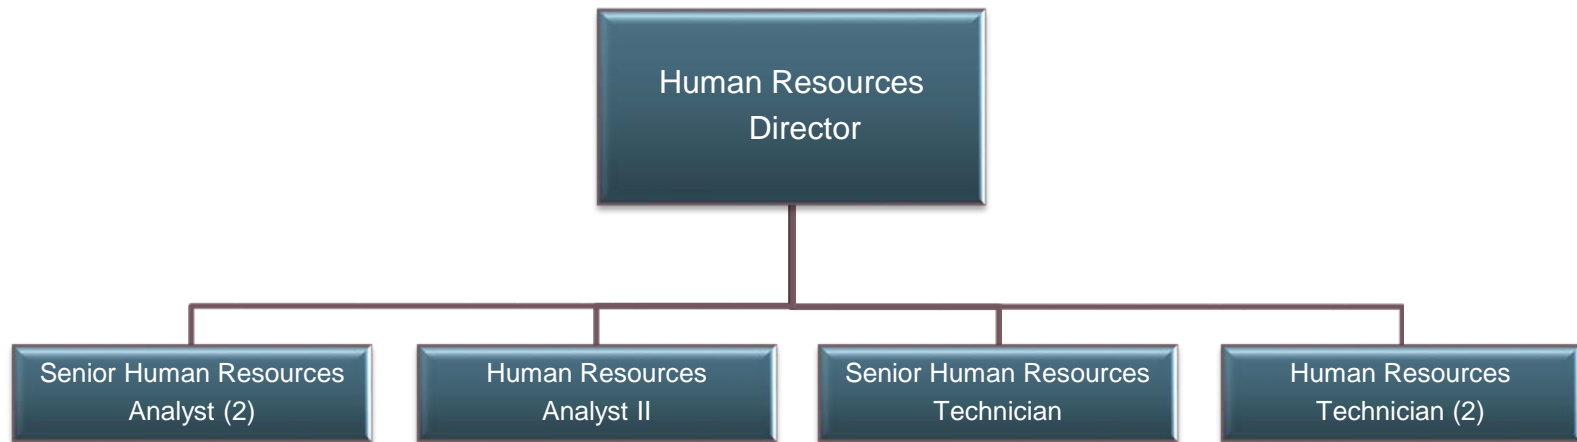 Human Resources
Director
Senior Human Resources
Analyst (2)
Human Resources
Analyst II
Senior Human Resources
Technician
Human Resources
Technician (2)